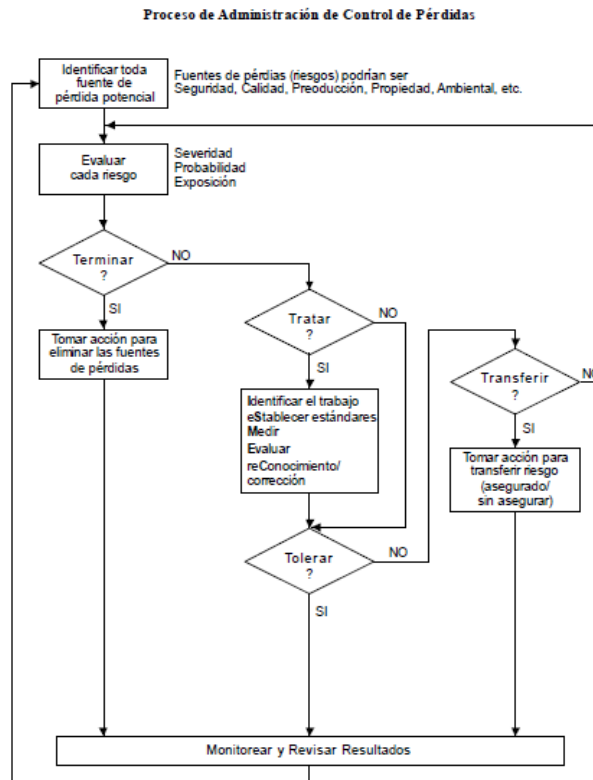 Proceso de Administración de Control de Pérdidas
Identificar toda
fuente de
pérdida potencial
Fuentes de pérdias (riesgos) podrían ser
Seguridad, Calidad, Preoducción, Propiedad, Ambiental, etc.
Evaluar
cada riesgo
Severidad
Probabilidad
Exposición
Terminar
?
NO
SI
Tomar acción para
eliminar las fuentes
de pérdidas
Tratar
?
NO
SI
Identificar el trabajo
eStablecer estándares
Medir
Evaluar
reConocimiento/
corrección
Tolerar
?
NO
SI
Transferir
?
NO
SI
Tomar acción para
transferir riesgo
(asegurado/
sin asegurar)
Monitorear y Revisar Resultados